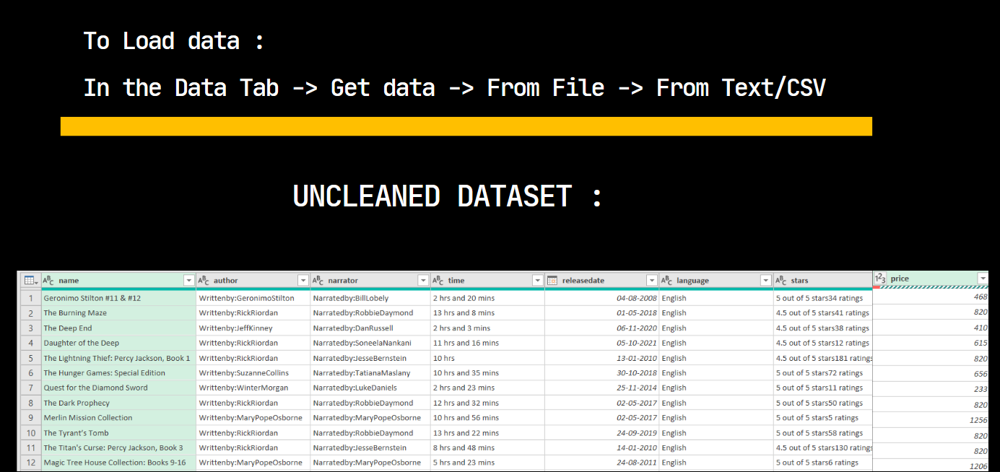 To Load data :
In the Data Tab -> Get data -> From File -> From Text/CSV
UNCLEANED DATASET :
ABC name ABC author ABC narrator ABC time releasedate ABC language ABC stars 123 price
1 Geronimo Stilton #11 & #12 Writtenby:GeronimoStilton Narratedby:BillLobely 2 hrs and 20 mins 04-08-2008 English 5 out of 5 stars34 ratings 468
2 The Burning Maze Writtenby:RickRiordan Narratedby:RobbieDaymond 13 hrs and 8 mins 01-05-2018 English 4.5 out of 5 stars41 ratings 820
3 The Deep End Writtenby:JeffKinney Narratedby:DanRussell 2 hrs and 3 mins 06-11-2020 English 4.5 out of 5 stars38 ratings 410
4 Daughter of the Deep Writtenby:RickRiordan Narratedby:SoneelaNankani 11 hrs and 16 mins 05-10-2021 English 4.5 out of 5 stars12 ratings 615
5 The Lightning Thief: Percy Jackson, Book 1 Writtenby:RickRiordan Narratedby:JesseBernstein 10 hrs 13-01-2010 English 4.5 out of 5 stars181 ratings 820
6 The Hunger Games: Special Edition Writtenby:SuzanneCollins Narratedby:TatianaMaslany 10 hrs and 35 mins 30-10-2018 English 5 out of 5 stars72 ratings 656
7 Quest for the Diamond Sword Writtenby:WinterMorgan Narratedby:LukeDaniels 2 hrs and 23 mins 25-11-2014 English 5 out of 5 stars11 ratings 233
8 The Dark Prophecy Writtenby:RickRiordan Narratedby:RobbieDaymond 12 hrs and 32 mins 02-05-2017 English 5 out of 5 stars50 ratings 820
9 Merlin Mission Collection Writtenby:MaryPopeOsborne Narratedby:MaryPopeOsborne 10 hrs and 56 mins 02-05-2017 English 5 out of 5 stars5 ratings 1256
10 The Tyrant's Tomb Writtenby:RickRiordan Narratedby:RobbieDaymond 13 hrs and 22 mins 24-09-2019 English 5 out of 5 stars58 ratings 820
11 The Titan's Curse: Percy Jackson, Book 3 Writtenby:RickRiordan Narratedby:JesseBernstein 8 hrs and 48 mins 14-01-2010 English 4.5 out of 5 stars130 ratings 820
12 Magic Tree House Collection: Books 9-16 Writtenby:MaryPopeOsborne Narratedby:MaryPopeOsborne 5 hrs and 23 mins 24-08-2011 English 5 out of 5 stars6 ratings 1206